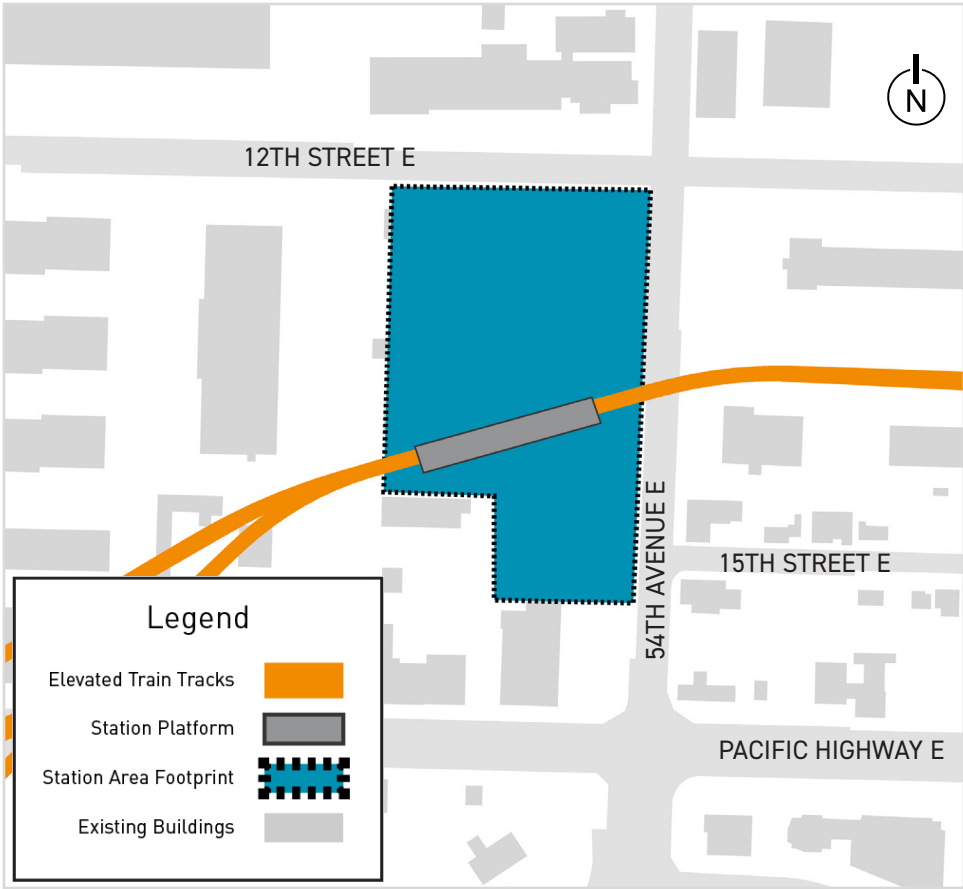 N
12TH STREET E
54TH AVENUE E
15TH STREET E
PACIFIC HIGHWAY E
Legend
Elevated Train Tracks
Station Platform
Station Area Footprint
Existing Buildings